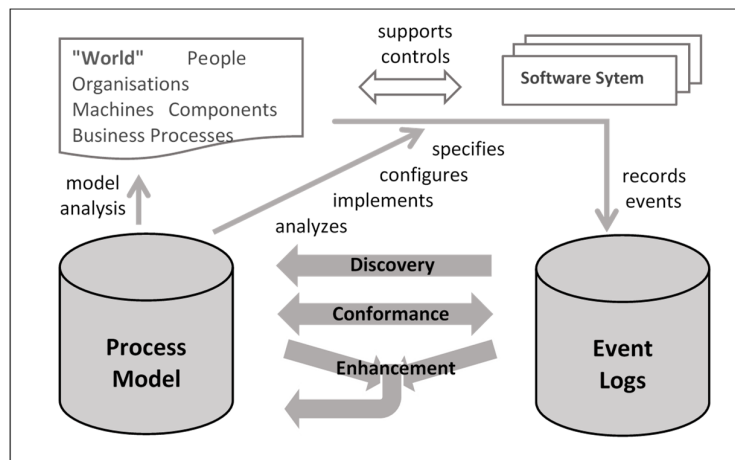 "World" People
Organisations
Machines Components
Business Processes
supports
controls
Software Sytem
model
analysis
specifies
configures
implements
analyzes
records
events
Discovery
Conformance
Enhancement
Process
Model
Event
Logs